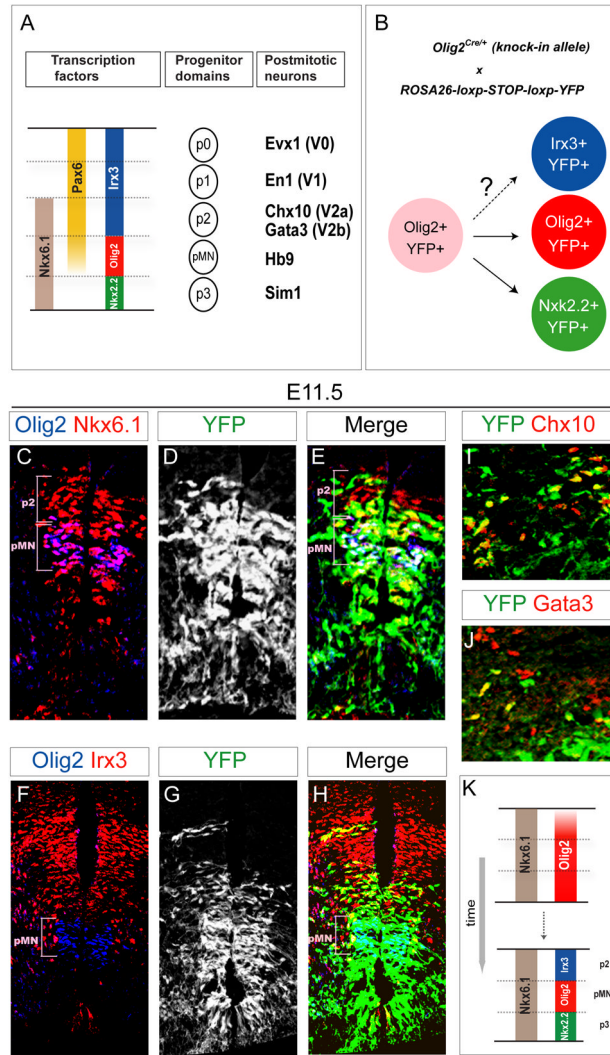 A
Transcription factors
Progenitor domains
Postmitotic neurons
Nkx6.1
Pax6
Irx3
Olig2
Nkx2.2
p0
p1
p2
pMN
p3
Evx1 (V0)
En1 (V1)
Chx10 (V2a)
Gata3 (V2b)
Hb9
Sim1
B
Olig2Cre/+ (knock-in allele)
x
ROSA26-loxp-STOP-loxp-YFP
?
Olig2+
YFP+
Irx3+
YFP+
Olig2+
YFP+
Nxk2.2+
YFP+
E11.5
Olig2 Nkx6.1
YFP
Merge
YFP Chx10
C
p2
pMN
D
E
p2
pMN
I
YFP Gata3
J
Olig2 Irx3
YFP
Merge
F
pMN
G
H
pMN
K
time
Nkx6.1
Olig2
Nkx6.1
Irx3
Olig2
Nkx2.2
p2
pMN
p3